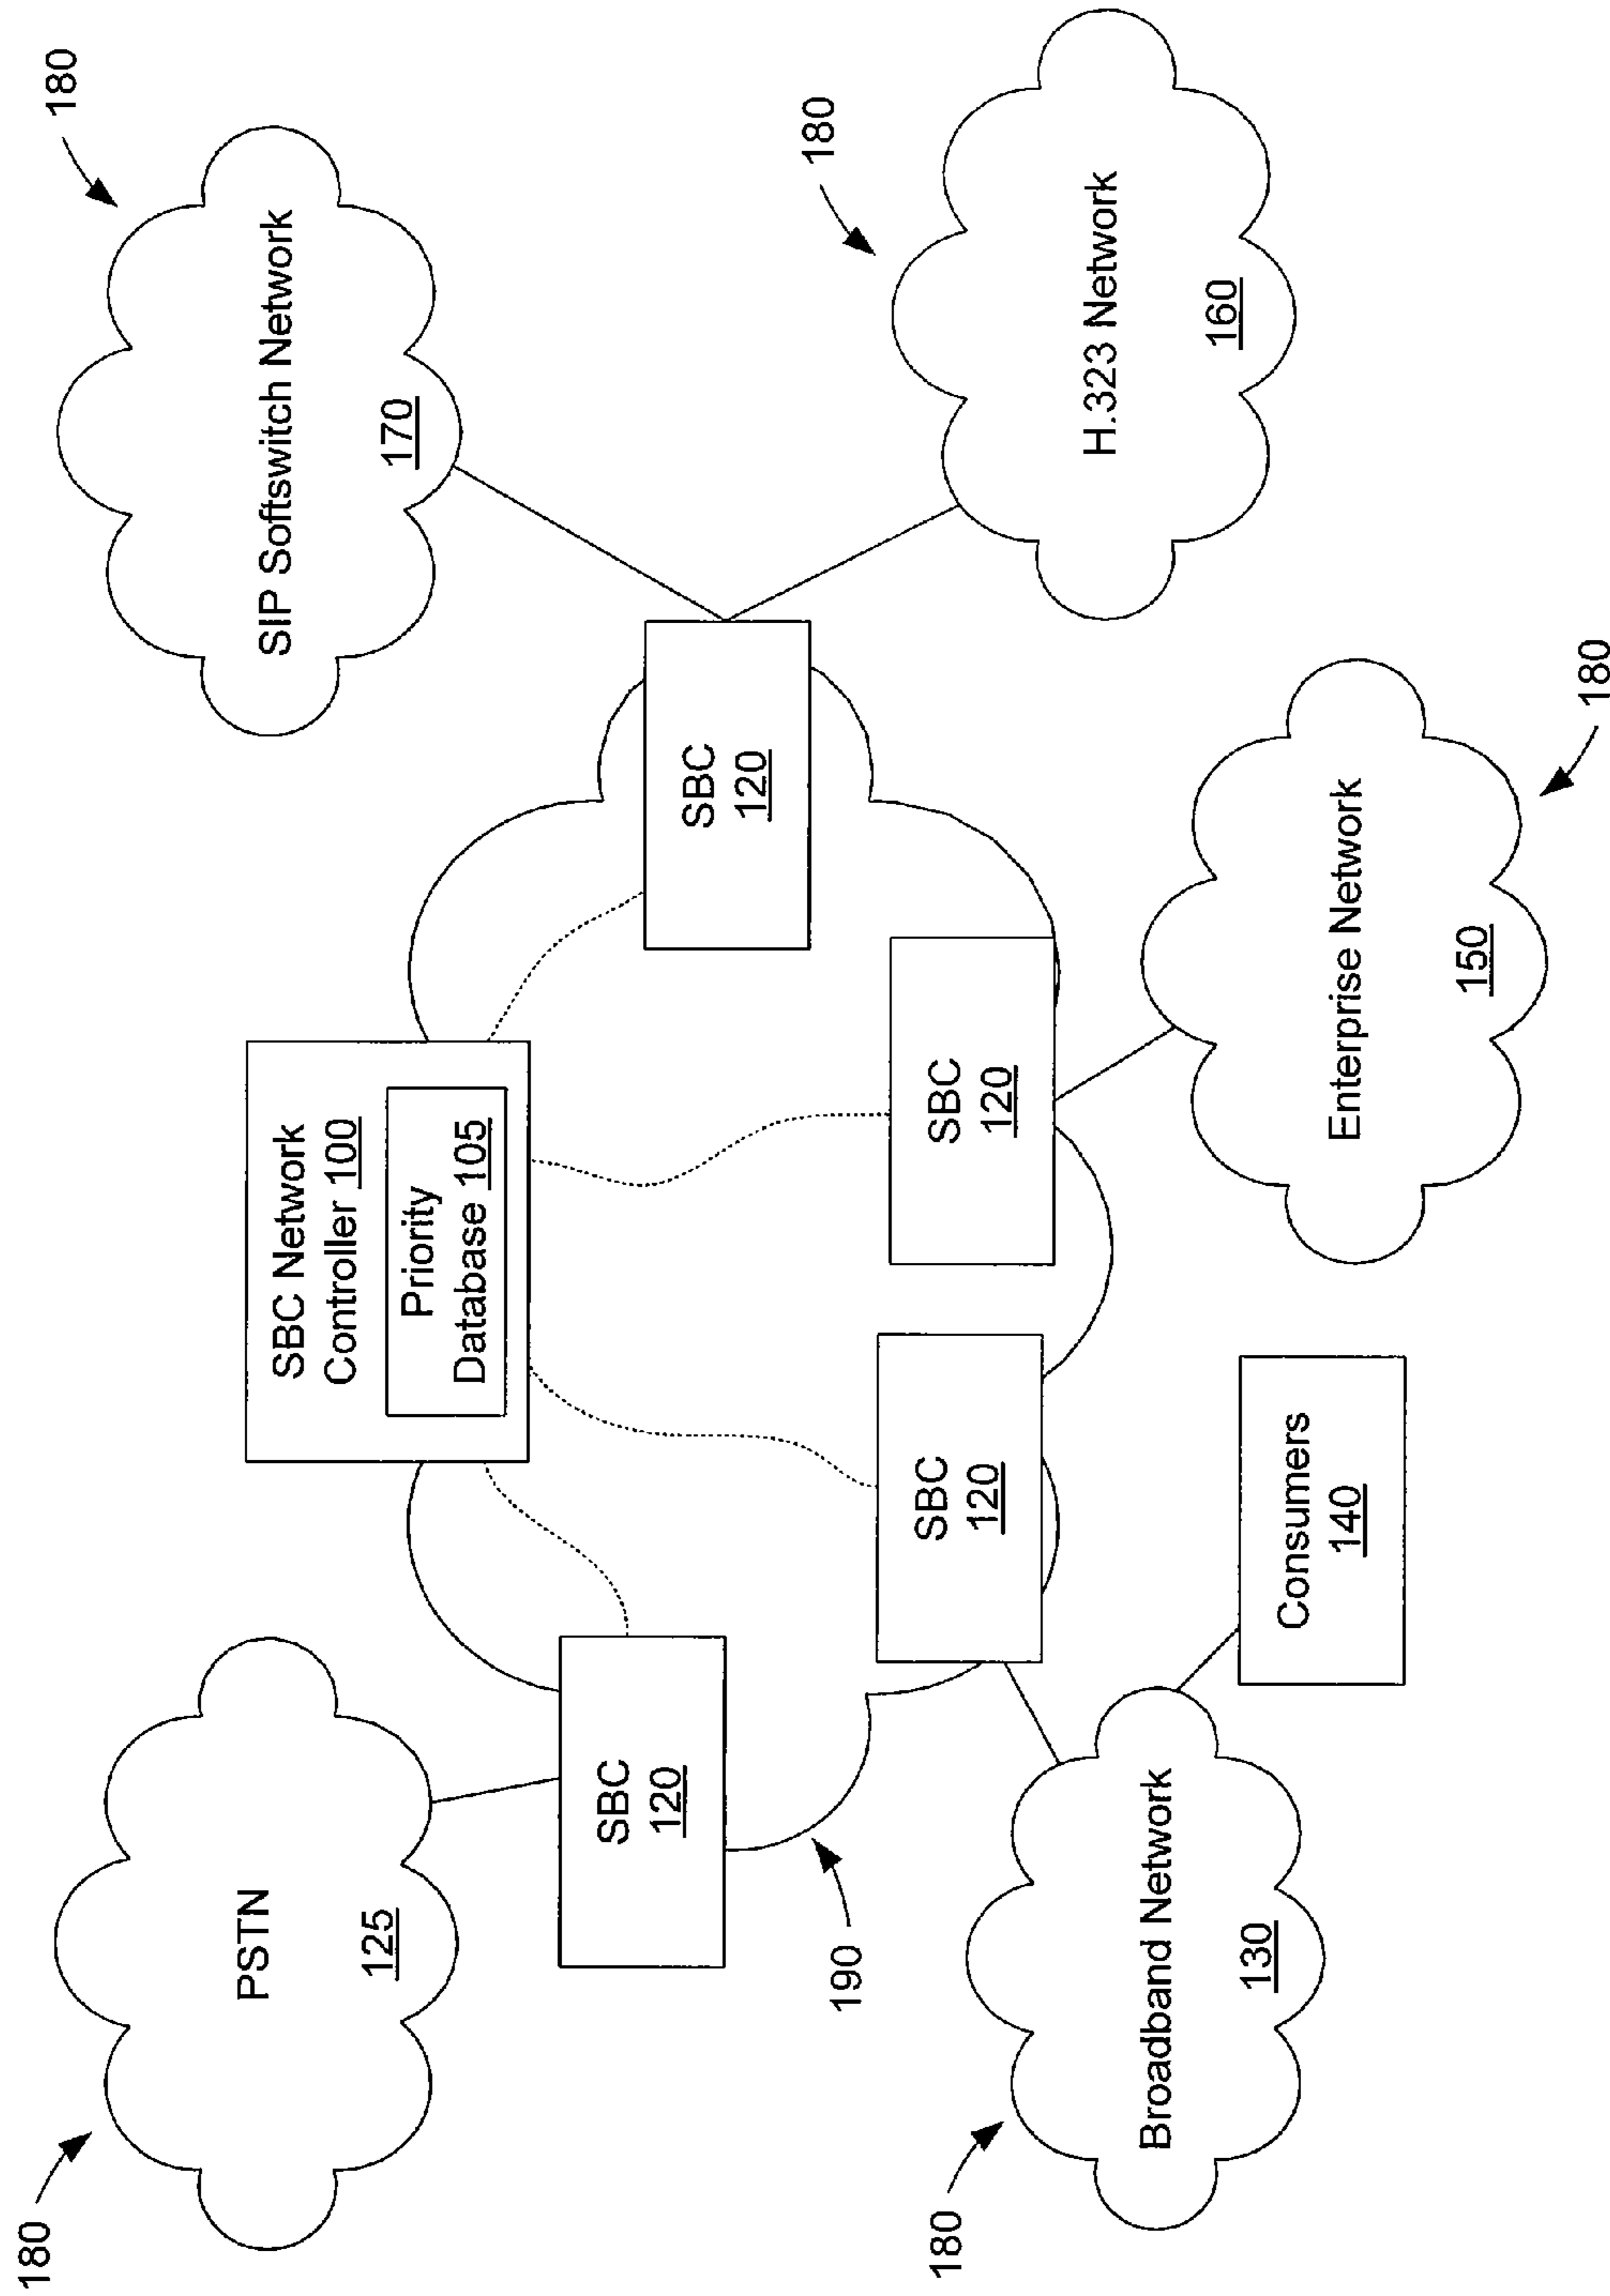 180
PSTN
125
SBC Network
Controller 100
Priority
Database 105
180
SIP Softswitch Network
170
SBC
120
190
SBC
120
180
H.323 Network
160
SBC
120
SBC
120
180
Broadband Network
130
Consumers
140
Enterprise Network
150
180